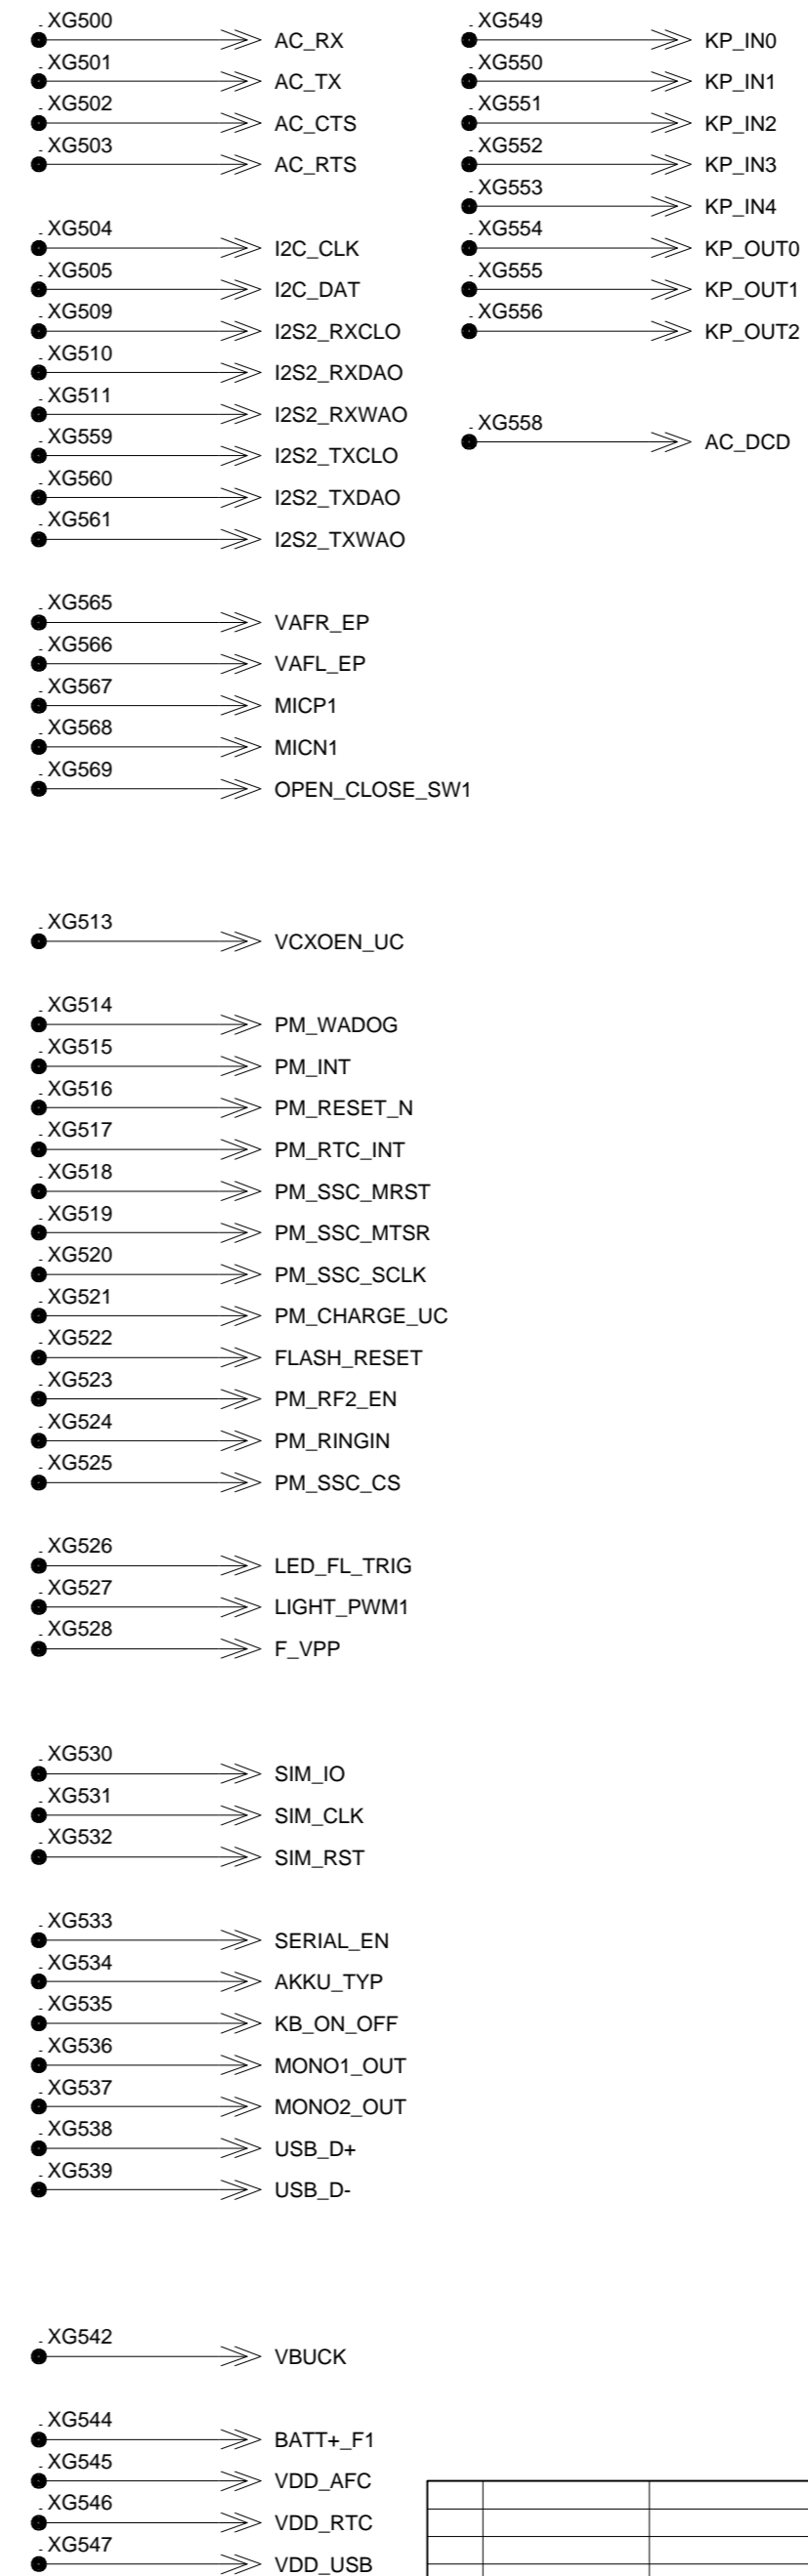 XG500
AC_RX
XG501
AC_TX
XG502
AC_CTS
XG503
AC_RTS
XG504
I2C_CLK
XG505
I2C_DAT
XG509
I2S2_RXCLO
XG510
I2S2_RXDAO
XG511
I2S2_RXWAO
XG559
I2S2_TXCLO
XG560
I2S2_TXDAO
XG561
I2S2_TXWAO
XG565
VAFR_EP
XG566
VAFL_EP
XG567
MICP1
XG568
MICN1
XG569
OPEN_CLOSE_SW1
XG513
VCXOEN_UC
XG514
PM_WADOG
XG515
PM_INT
XG516
PM_RESET_N
XG517
PM_RTC_INT
XG518
PM_SSC_MRST
XG519
PM_SSC_MTSR
XG520
PM_SSC_SCLK
XG521
PM_CHARGE_UC
XG522
FLASH_RESET
XG523
PM_RF2_EN
XG524
PM_RINGIN
XG525
PM_SSC_CS
XG526
LED_FL_TRIG
XG527
LIGHT_PWM1
XG528
F_VPP
XG530
SIM_IO
XG531
SIM_CLK
XG532
SIM_RST
XG533
SERIAL_EN
XG534
AKKU_TYP
XG535
KB_ON_OFF
XG536
MONO1_OUT
XG537
MONO2_OUT
XG538
USB_D+
XG539
USB_D-
XG542
VBUCK
XG544
BATT+_F1
XG545
VDD_AFC
XG546
VDD_RTC
XG547
VDD_USB
XG549
KP_IN0
XG550
KP_IN1
XG551
KP_IN2
XG552
KP_IN3
XG553
KP_IN4
XG554
KP_OUT0
XG555
KP_OUT1
XG556
KP_OUT2
XG558
AC_DCD